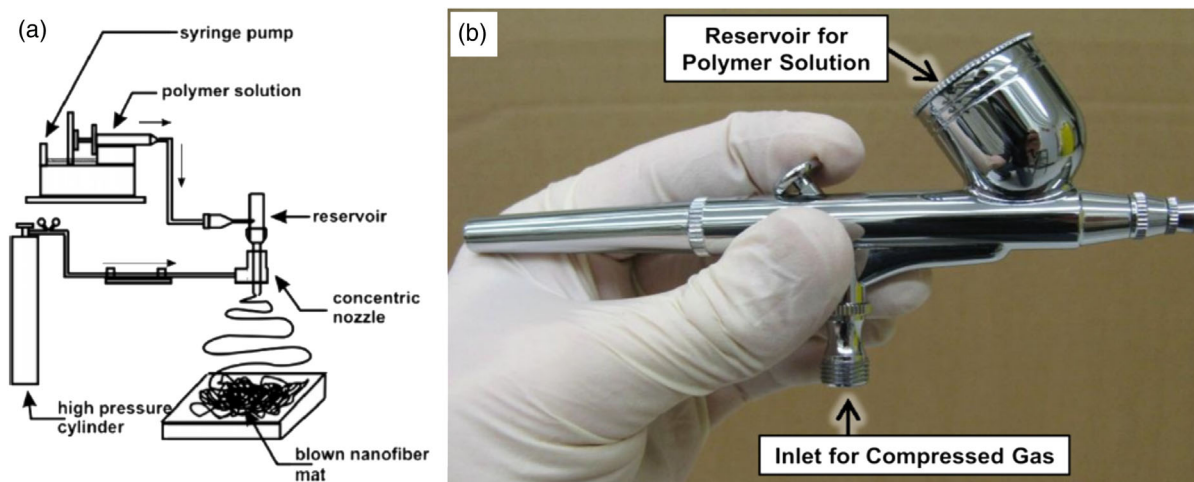 (a)
syringe pump
polymer solution
reservoir
concentric
nozzle
high pressure
cylinder
blown nanofiber
mat
(b)
Reservoir for
Polymer Solution
Inlet for Compressed Gas